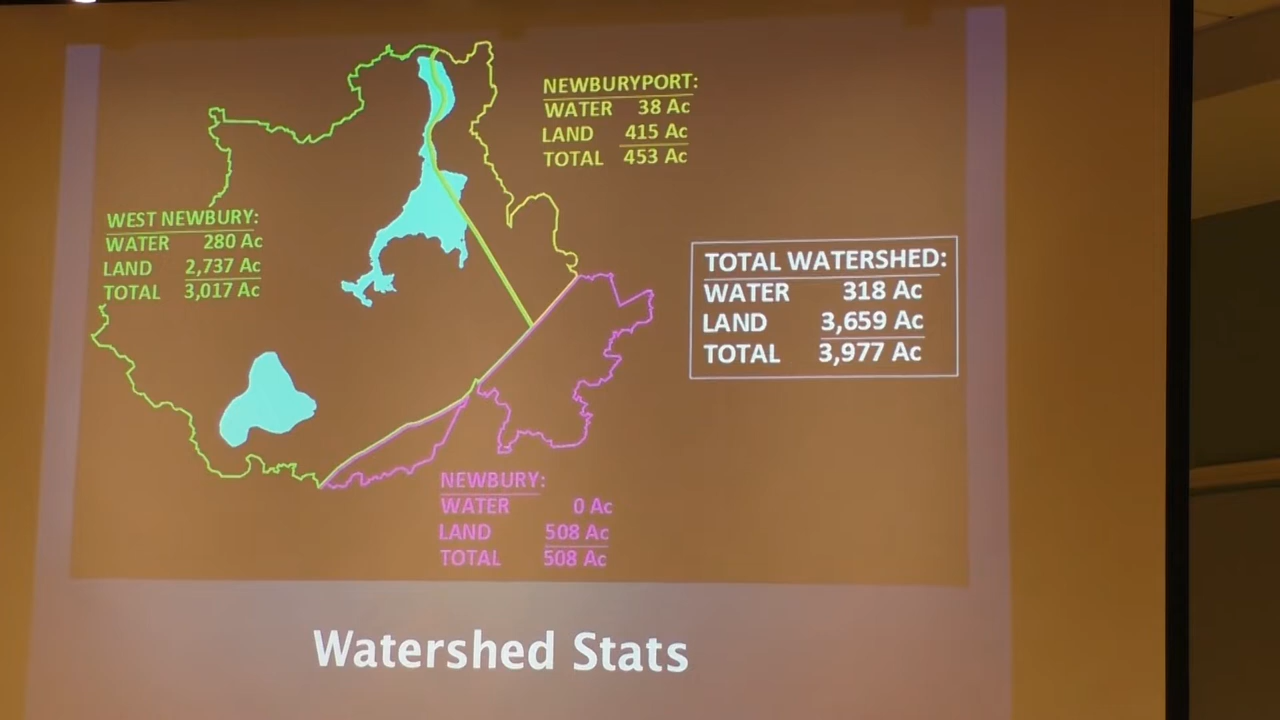 NEWBURYPORT:
WATER 38 Ac
LAND 415 Ac
TOTAL 453 Ac
WEST NEWBURY:
WATER 280 Ac
LAND 2,737 Ac
TOTAL 3,017 Ac
TOTAL WATERSHED:
WATER 318 Ac
LAND 3,659 Ac
TOTAL 3,977 Ac
NEWBURY:
WATER 0 Ac
LAND 508 Ac
TOTAL 508 Ac
Watershed Stats